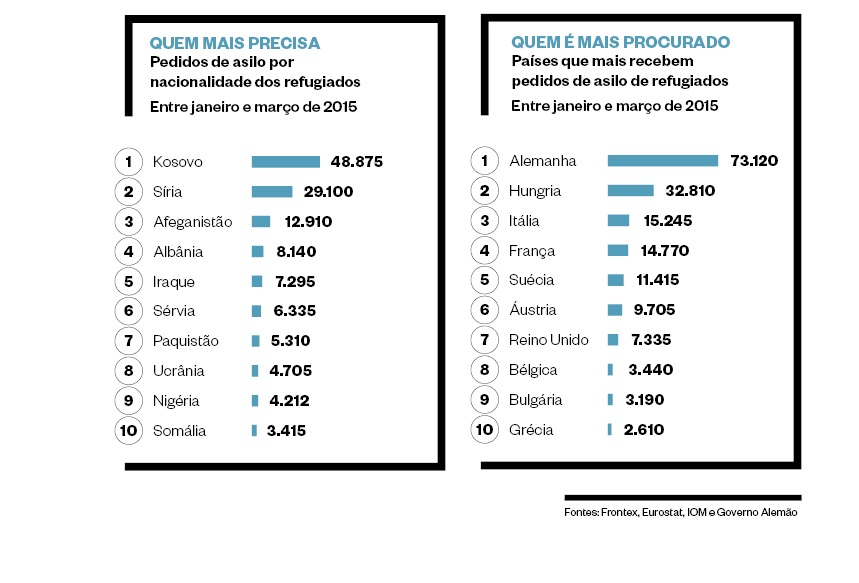 QUEM MAIS PRECISA
Pedidos de asilo por
nacionalidade dos refugiados
Entre janeiro e março de 2015
1 Kosovo 48.875
2 Síria 29.100
3 Afeganistão 12.910
4 Albânia 8.140
5 Iraque 7.295
6 Sérvia 6.335
7 Paquistão 5.310
8 Ucrânia 4.705
9 Nigéria 4.212
10 Somália 3.415
QUEM É MAIS PROCURADO
Países que mais recebem
pedidos de asilo de refugiados
Entre janeiro e março de 2015
1 Alemanha 73.120
2 Hungria 32.810
3 Itália 15.245
4 França 14.770
5 Suécia 11.415
6 Áustria 9.705
7 Reino Unido 7.335
8 Bélgica 3.440
9 Bulgária 3.190
10 Grécia 2.610
Fontes: Frontex, Eurostat, IOM e Governo Alemão